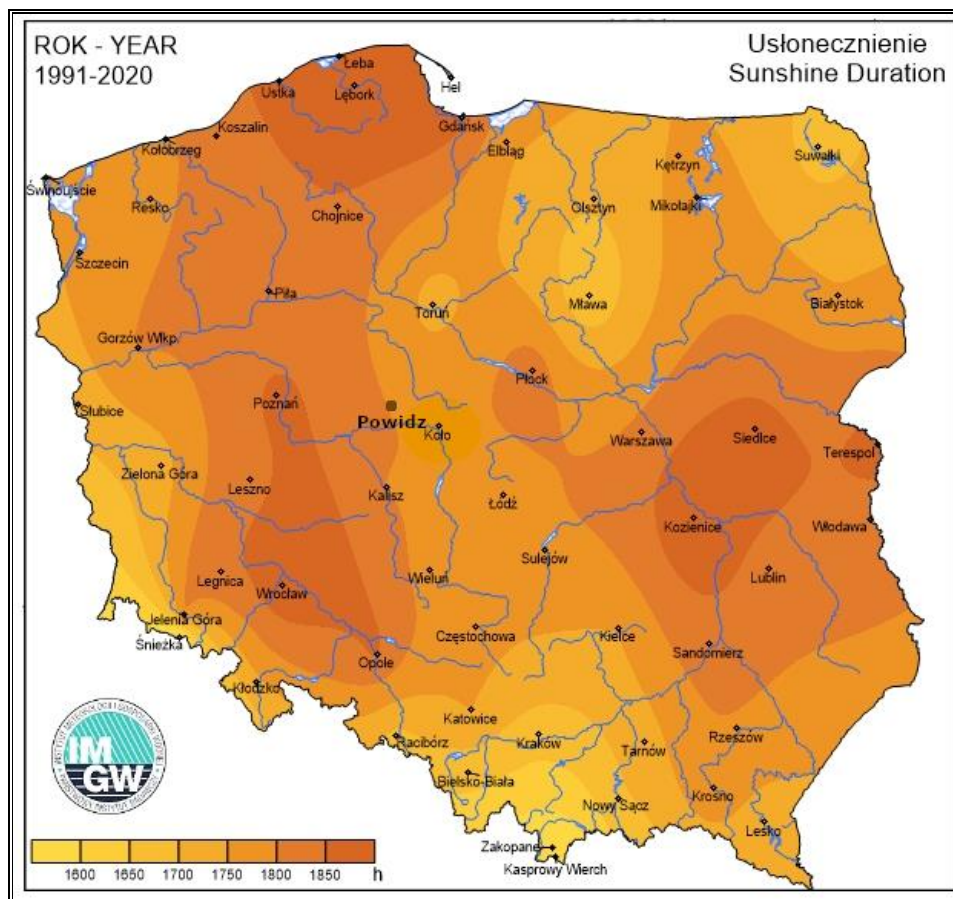 ROK - YEAR
1991-2020
Usłonecznienie
Sunshine Duration
Łeba
Ustka
Lębork
Hel
Koszalin
Gdańsk
Kołobrzeg
Elbląg
Suwałki
Kętrzyn
Świnoujście
Resko
Chojnice
Olsztyn
Mikołajki
Szczecin
Piła
Toruń
Mława
Białystok
Gorzów Wlkp.
Płock
Słubice
Poznań
Powidz
Koło
Warszawa
Siedlce
Terespol
Zielona Góra
Leszno
Kalisz
Łódź
Kozienice
Włodawa
Sulejów
Legnica
Wrocław
Wieluń
Lublin
Jelenia Góra
Śnieżka
Częstochowa
Kielce
Sandomierz
Opole
Kłodzko
Katowice
Racibórz
Kraków
Tarnów
Rzeszów
Bielsko-Biała
Nowy Sącz
Krosno
Lesko
Zakopane
Kasprowy Wierch
IM
GW
1600 1650 1700 1750 1800 1850 h